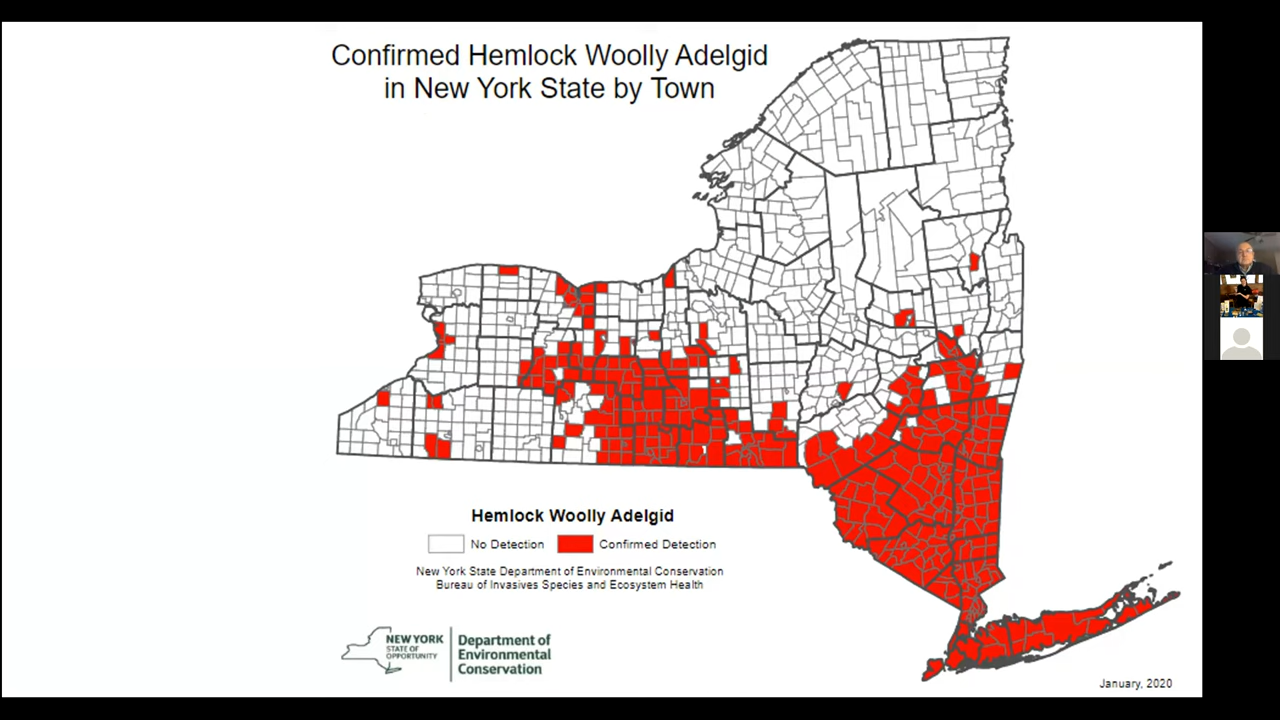 Confirmed Hemlock Woolly Adelgid
in New York State by Town
Hemlock Woolly Adelgid
No Detection
Confirmed Detection
New York State Department of Environmental Conservation
Bureau of Invasives Species and Ecosystem Health
NEW YORK
STATE OF
OPPORTUNITY
Department of
Environmental
Conservation
January, 2020